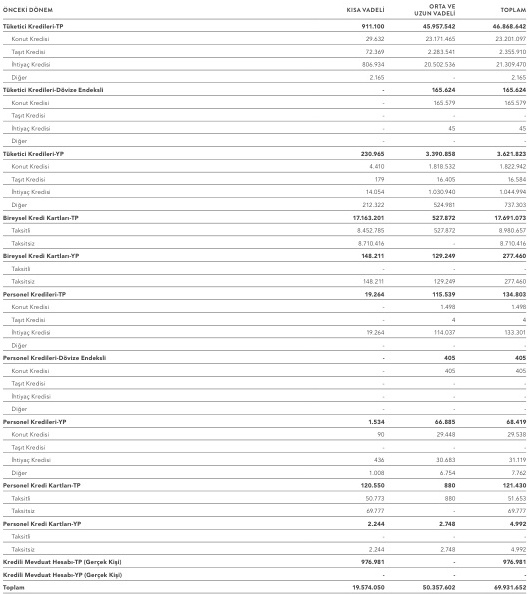 ÖNCEKİ DÖNEM KISA VADELİ ORTA VE UZUN VADELİ TOPLAM
Tüketici Kredileri-TP 911.100 45.957.542 46.868.642
Konut Kredisi 29.632 23.171.465 23.201.097
Taşıt Kredisi 72.369 2.283.541 2.355.910
İhtiyaç Kredisi 806.934 20.502.536 21.309.470
Diğer 2.165 - 2.165
Tüketici Kredileri-Dövize Endeksli - 165.624 165.624
Konut Kredisi - 165.579 165.579
Taşıt Kredisi - - -
İhtiyaç Kredisi - 45 45
Diğer - - -
Tüketici Kredileri-YP 230.965 3.390.858 3.621.823
Konut Kredisi 4.410 1.818.532 1.822.942
Taşıt Kredisi 179 16.405 16.584
İhtiyaç Kredisi 14.054 1.030.940 1.044.994
Diğer 212.322 524.981 737.303
Bireysel Kredi Kartları-TP 17.163.201 527.872 17.691.073
Taksitli 8.452.785 527.872 8.980.657
Taksitsiz 8.710.416 - 8.710.416
Bireysel Kredi Kartları-YP 148.211 129.249 277.460
Taksitli - - -
Taksitsiz 148.211 129.249 277.460
Personel Kredileri-TP 19.264 115.539 134.803
Konut Kredisi - 1.498 1.498
Taşıt Kredisi - 4 4
İhtiyaç Kredisi 19.264 114.037 133.301
Diğer - - -
Personel Kredileri-Dövize Endeksli - 405 405
Konut Kredisi - 405 405
Taşıt Kredisi - - -
İhtiyaç Kredisi - - -
Diğer - - -
Personel Kredileri-YP 1.534 66.885 68.419
Konut Kredisi 90 29.448 29.538
Taşıt Kredisi - - -
İhtiyaç Kredisi 436 30.683 31.119
Diğer 1.008 6.754 7.762
Personel Kredi Kartları-TP 120.550 880 121.430
Taksitli 50.773 880 51.653
Taksitsiz 69.777 - 69.777
Personel Kredi Kartları-YP 2.244 2.748 4.992
Taksitli - - -
Taksitsiz 2.244 2.748 4.992
Kredili Mevduat Hesabı-TP (Gerçek Kişi) 976.981 - 976.981
Kredili Mevduat Hesabı-YP (Gerçek Kişi) - - -
Toplam 19.574.050 50.357.602 69.931.652